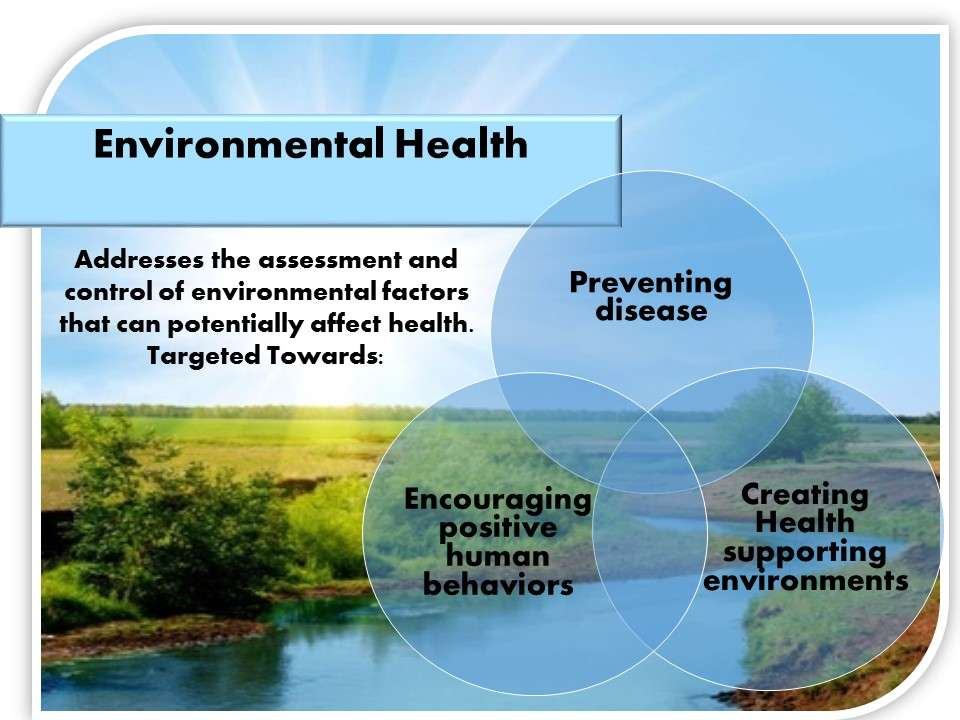 Environmental Health
Addresses the assessment and
control of environmental factors
that can potentially affect health.
Targeted Towards:
Preventing
disease
Encouraging
positive
human
behaviors
Creating
Health
supporting
environments